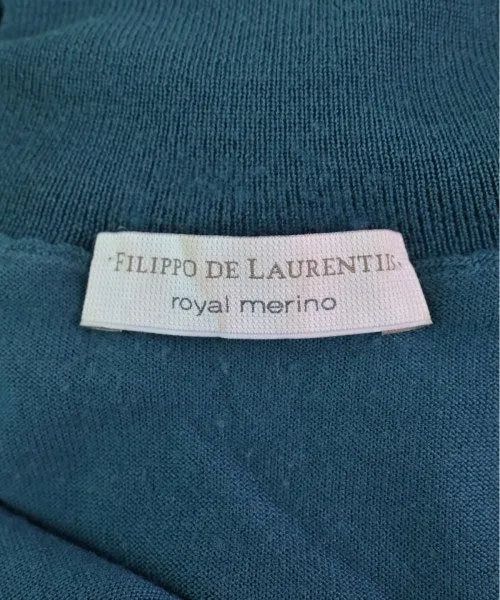 ·FILIPPO DE LAURENTIIS·
royal merino